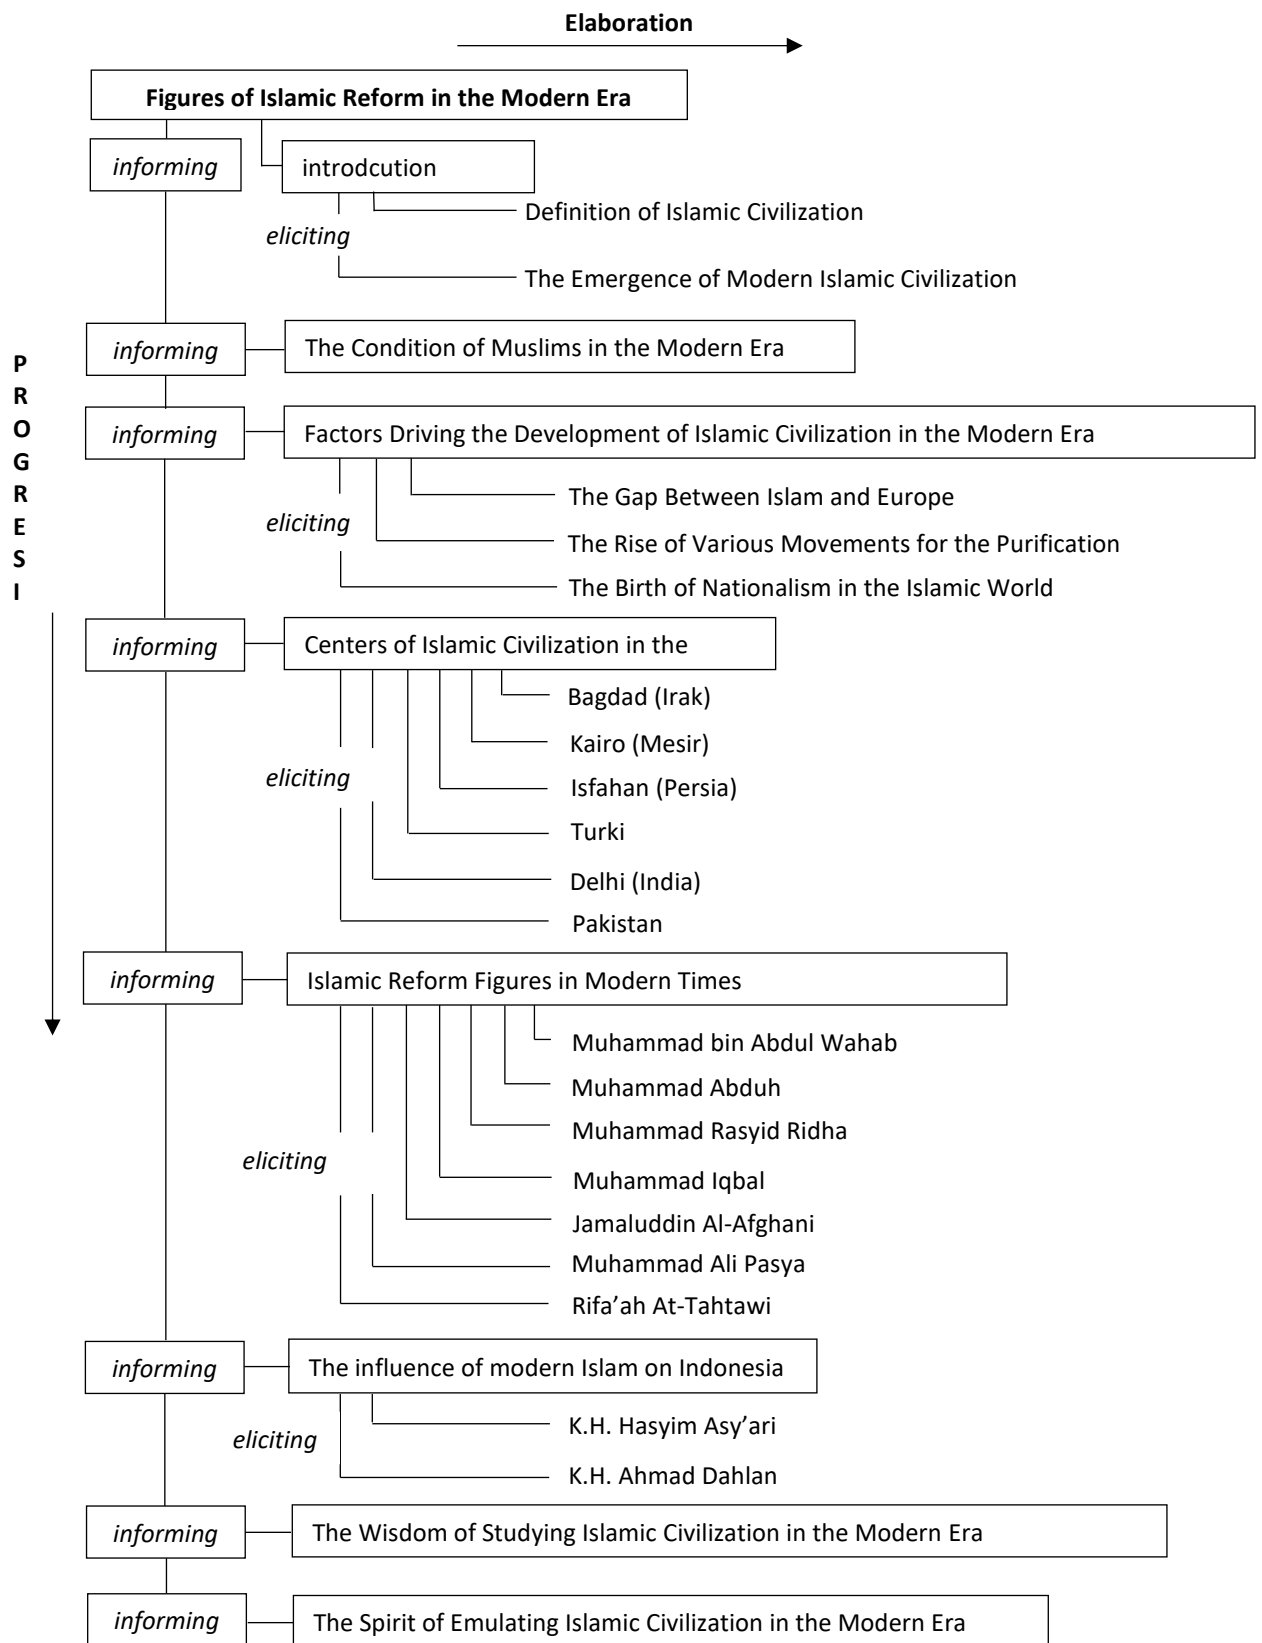 Elaboration
Figures of Islamic Reform in the Modern Era
informing
introdcution
Definition of Islamic Civilization
eliciting
The Emergence of Modern Islamic Civilization
informing
The Condition of Muslims in the Modern Era
P
R
O
G
R
E
S
I
informing
Factors Driving the Development of Islamic Civilization in the Modern Era
The Gap Between Islam and Europe
eliciting
The Rise of Various Movements for the Purification
The Birth of Nationalism in the Islamic World
informing
Centers of Islamic Civilization in the
Bagdad (Irak)
Kairo (Mesir)
eliciting
Isfahan (Persia)
Turki
Delhi (India)
Pakistan
informing
Islamic Reform Figures in Modern Times
Muhammad bin Abdul Wahab
Muhammad Abduh
Muhammad Rasyid Ridha
eliciting
Muhammad Iqbal
Jamaluddin Al-Afghani
Muhammad Ali Pasya
Rifa’ah At-Tahtawi
informing
The influence of modern Islam on Indonesia
K.H. Hasyim Asy’ari
eliciting
K.H. Ahmad Dahlan
informing
The Wisdom of Studying Islamic Civilization in the Modern Era
informing
The Spirit of Emulating Islamic Civilization in the Modern Era